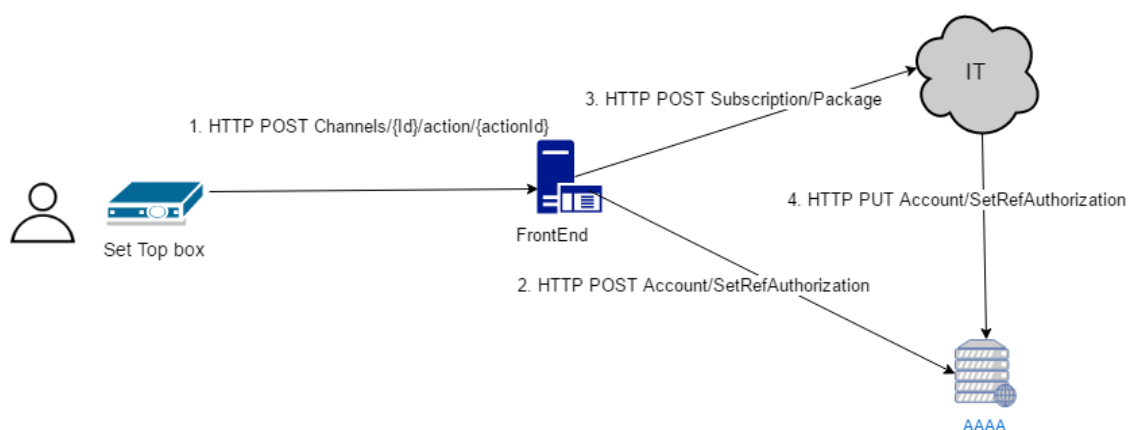 IT
3. HTTP POST Subscription/Package
1. HTTP POST Channels/{Id}/action/{actionId}
4. HTTP PUT Account/SetRefAuthorization
FrontEnd
Set Top box
2. HTTP POST Account/SetRefAuthorization
AAAA